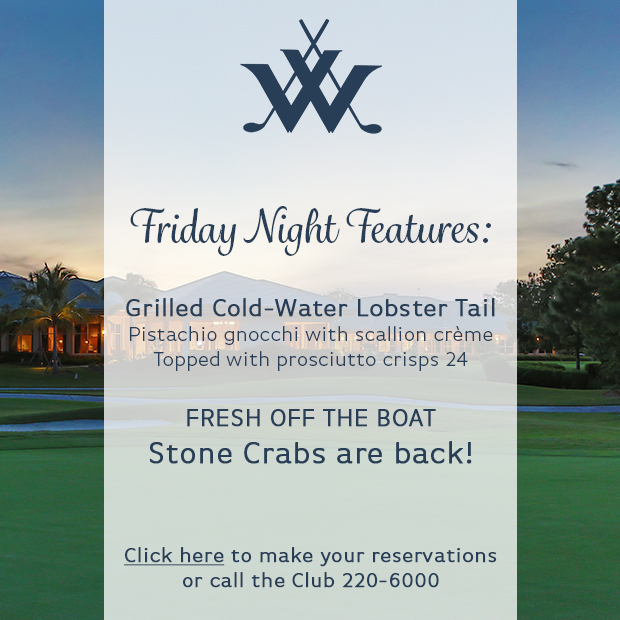 W
Friday Night Features:
Grilled Cold-Water Lobster Tail
Pistachio gnocchi with scallion crème
Topped with prosciutto crisps 24
FRESH OFF THE BOAT
Stone Crabs are back!
Click here to make your reservations
or call the Club 220-6000